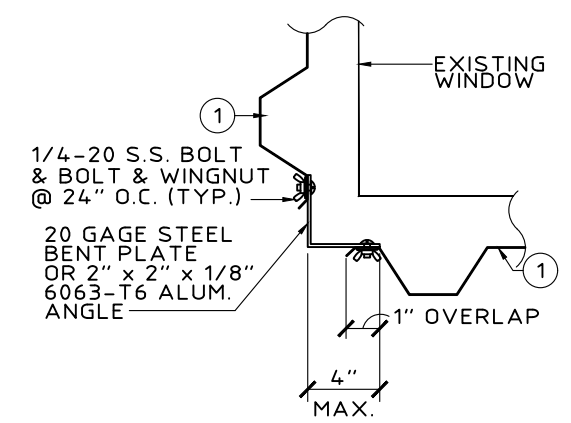 EXISTING
WINDOW
1
1/4-20 S.S. BOLT
& BOLT & WINGNUT
@ 24" O.C. (TYP.)
20 GAGE STEEL
BENT PLATE
OR 2" x 2" x 1/8"
6063-T6 ALUM.
ANGLE
1
1" OVERLAP
4"
MAX.